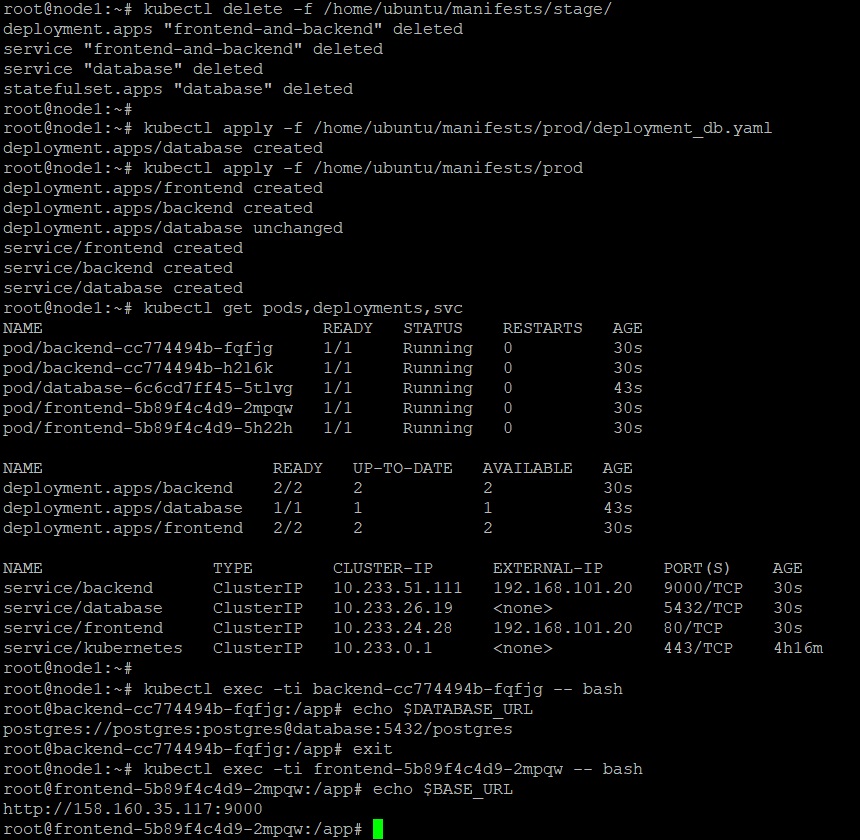 root@node1:~# kubectl delete -f /home/ubuntu/manifests/stage/
deployment.apps "frontend-and-backend" deleted
service "frontend-and-backend" deleted
service "database" deleted
statefulset.apps "database" deleted
root@node1:~#
root@node1:~# kubectl apply -f /home/ubuntu/manifests/prod/deployment_db.yaml
deployment.apps/database created
root@node1:~# kubectl apply -f /home/ubuntu/manifests/prod
deployment.apps/frontend created
deployment.apps/backend created
deployment.apps/database unchanged
service/frontend created
service/backend created
service/database created
root@node1:~# kubectl get pods,deployments,svc
NAME                            READY   STATUS    RESTARTS   AGE
pod/backend-cc774494b-fqfjg     1/1     Running   0          30s
pod/backend-cc774494b-h2l6k     1/1     Running   0          30s
pod/database-6c6cd7ff45-5tlvg   1/1     Running   0          43s
pod/frontend-5b89f4c4d9-2mpqw   1/1     Running   0          30s
pod/frontend-5b89f4c4d9-5h22h   1/1     Running   0          30s

NAME                       READY   UP-TO-DATE   AVAILABLE   AGE
deployment.apps/backend    2/2     2            2           30s
deployment.apps/database   1/1     1            1           43s
deployment.apps/frontend   2/2     2            2           30s

NAME                 TYPE        CLUSTER-IP      EXTERNAL-IP      PORT(S)    AGE
service/backend      ClusterIP   10.233.51.111   192.168.101.20   9000/TCP   30s
service/database     ClusterIP   10.233.26.19    <none>           5432/TCP   30s
service/frontend     ClusterIP   10.233.24.28    192.168.101.20   80/TCP     30s
service/kubernetes   ClusterIP   10.233.0.1      <none>           443/TCP    4h16m
root@node1:~#
root@node1:~# kubectl exec -ti backend-cc774494b-fqfjg -- bash
root@backend-cc774494b-fqfjg:/app# echo $DATABASE_URL
postgres://postgres:postgres@database:5432/postgres
root@backend-cc774494b-fqfjg:/app# exit
root@node1:~# kubectl exec -ti frontend-5b89f4c4d9-2mpqw -- bash
root@frontend-5b89f4c4d9-2mpqw:/app# echo $BASE_URL
http://158.160.35.117:9000
root@frontend-5b89f4c4d9-2mpqw:/app#